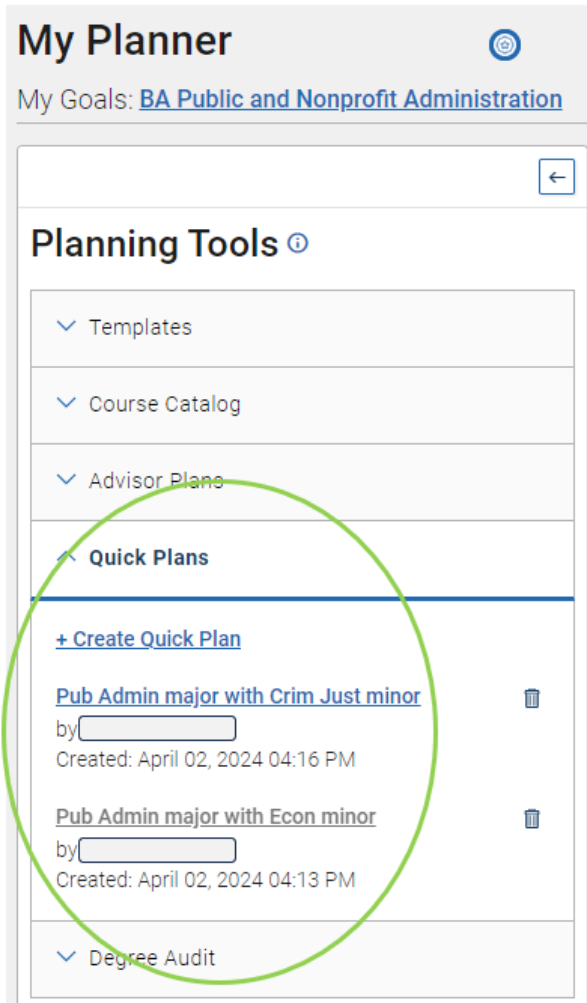 My Planner
My Goals: BA Public and Nonprofit Administration
Planning Tools
Templates
Course Catalog
Advisor Plans
Quick Plans
+ Create Quick Plan
Pub Admin major with Crim Just minor
by
Created: April 02, 2024 04:16 PM
Pub Admin major with Econ minor
by
Created: April 02, 2024 04:13 PM
Degree Audit